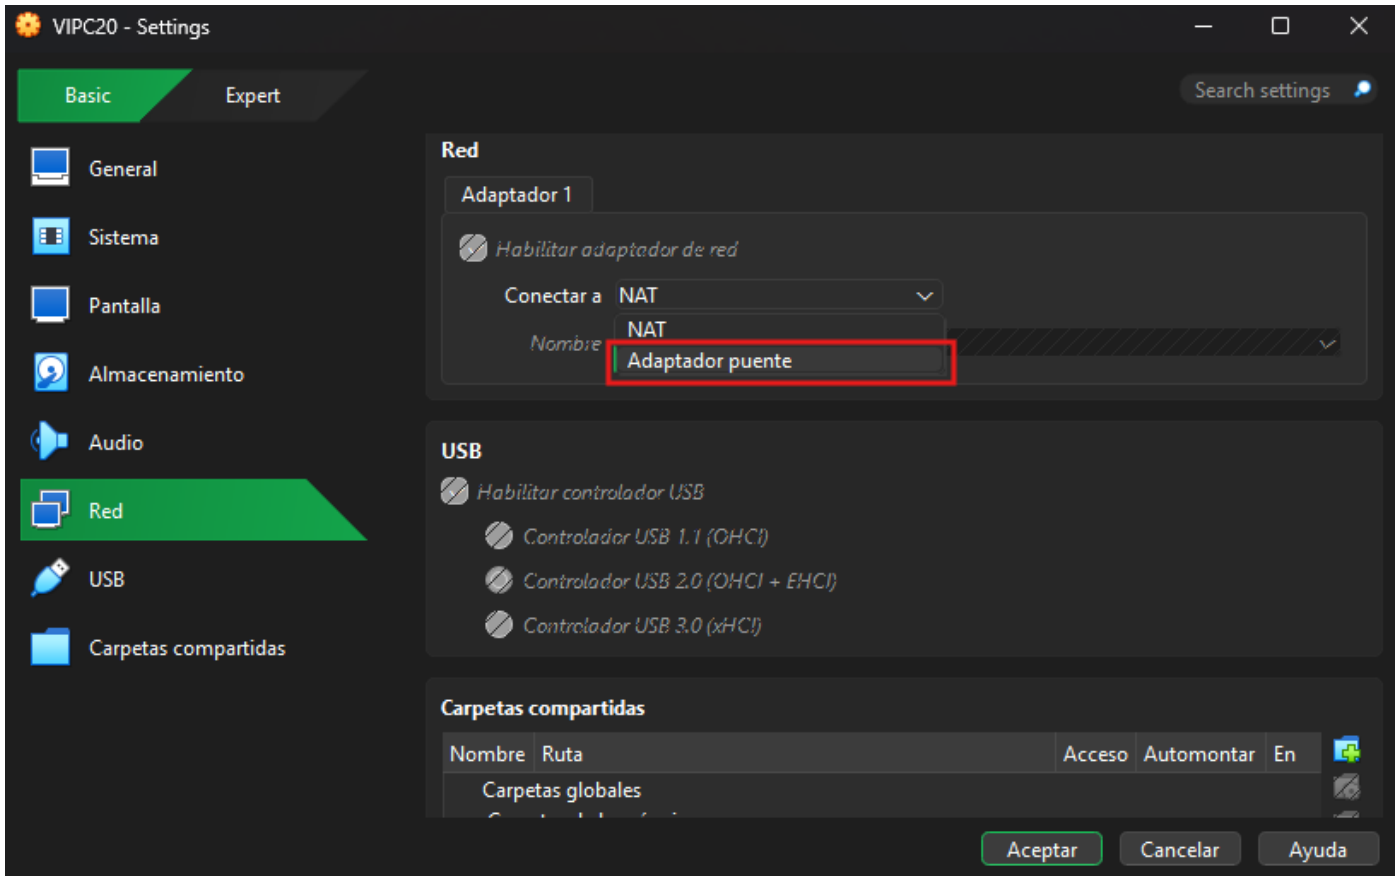 VIPC20 - Settings
Basic Expert Search settings
General
Sistema
Pantalla
Almacenamiento
Audio
Red
USB
Carpetas compartidas
Red
Adaptador 1
Habilitar adaptador de red
Conectar a NAT
NAT
Nombre
Adaptador puente
USB
Habilitar controlador USB
Controlador USB 1.1 (OHCI)
Controlador USB 2.0 (OHCI + EHCI)
Controlador USB 3.0 (xHCI)
Carpetas compartidas
Nombre Ruta Acceso Automontar En
Carpetas globales
Aceptar Cancelar Ayuda